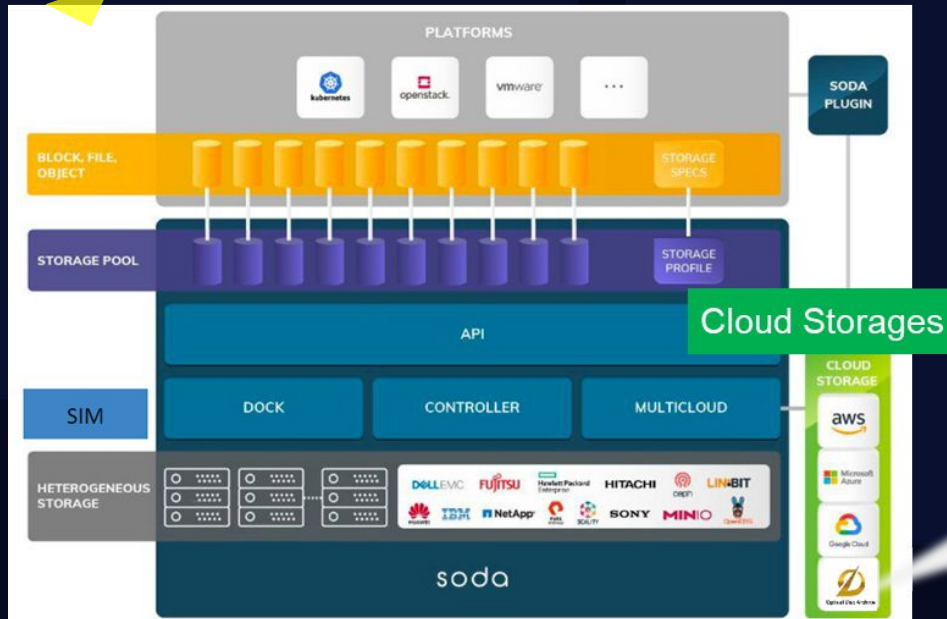 PLATFORMS
kubernetes
openstack.
vmware
...
SODA
PLUGIN
BLOCK, FILE,
OBJECT
STORAGE
SPECS
STORAGE POOL
STORAGE
PROFILE
Cloud Storages
API
CLOUD
STORAGE
SIM
DOCK
CONTROLLER
MULTICLOUD
aws
HETEROGENEOUS
STORAGE
DELLEMC
FUJITSU
Hewlett Packard
Enterprise
HITACHI
ceph
LINBIT
Microsoft
Azure
HUAWEI
IBM
NetApp
PURE
SCALITY
SONY
MINIO
OpenEBS
Google Cloud
soda